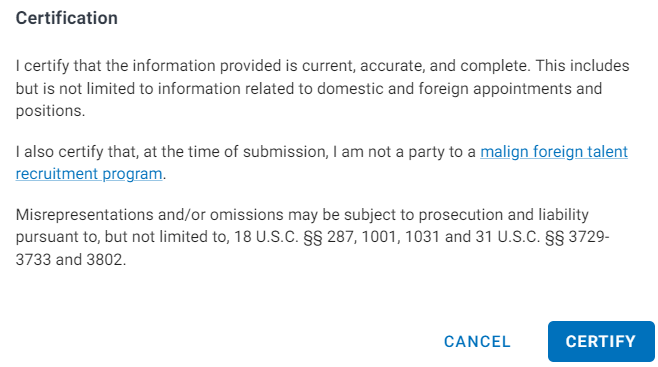 Certification
I certify that the information provided is current, accurate, and complete. This includes
but is not limited to information related to domestic and foreign appointments and
positions.
I also certify that, at the time of submission, I am not a party to a malign foreign talent
recruitment program.
Misrepresentations and/or omissions may be subject to prosecution and liability
pursuant to, but not limited to, 18 U.S.C. §§ 287, 1001, 1031 and 31 U.S.C. §§ 3729-
3733 and 3802.
CANCEL CERTIFY